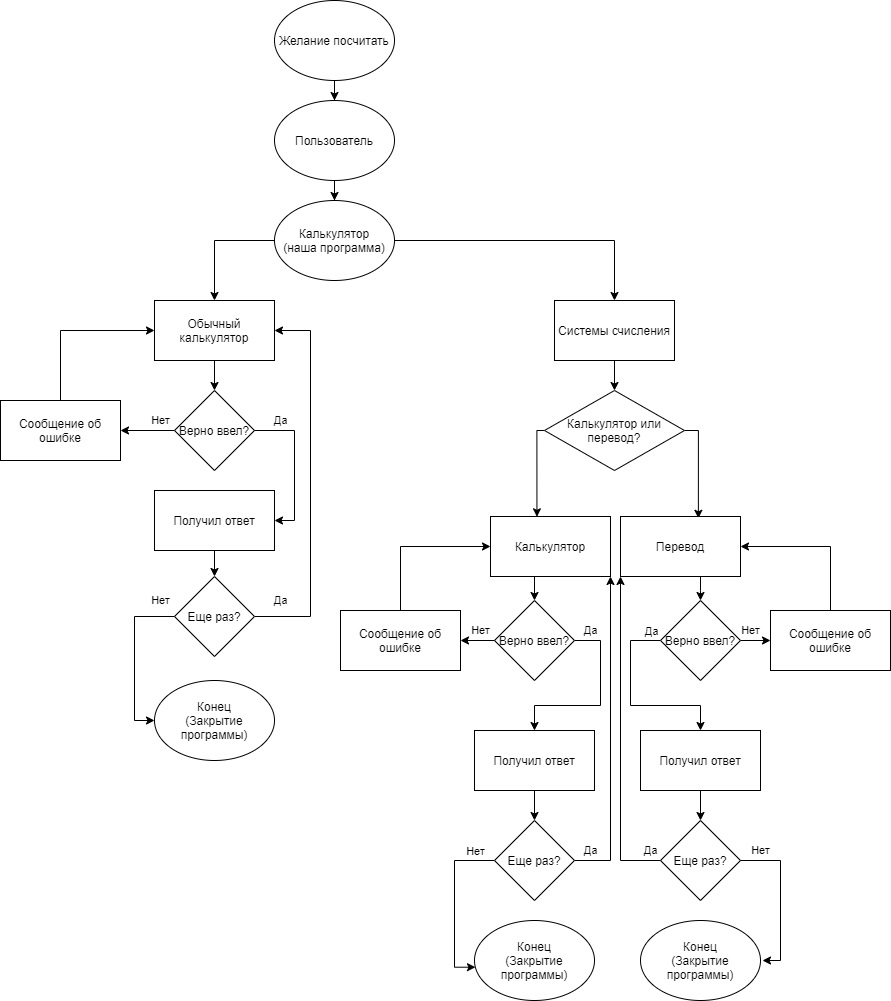 Желание посчитать
Пользователь
Калькулятор
(наша программа)
Обычный
калькулятор
Системы счисления
Сообщение об
ошибке
Нет
Верно ввел?
Да
Калькулятор или
перевод?
Получил ответ
Калькулятор
Перевод
Нет
Еще раз?
Да
Сообщение об
ошибке
Нет
Верно ввел?
Да
Да
Верно ввел?
Нет
Сообщение об
ошибке
Конец
(Закрытие
программы)
Получил ответ
Получил ответ
Нет
Еще раз?
Да
Да
Еще раз?
Нет
Конец
(Закрытие
программы)
Конец
(Закрытие
программы)